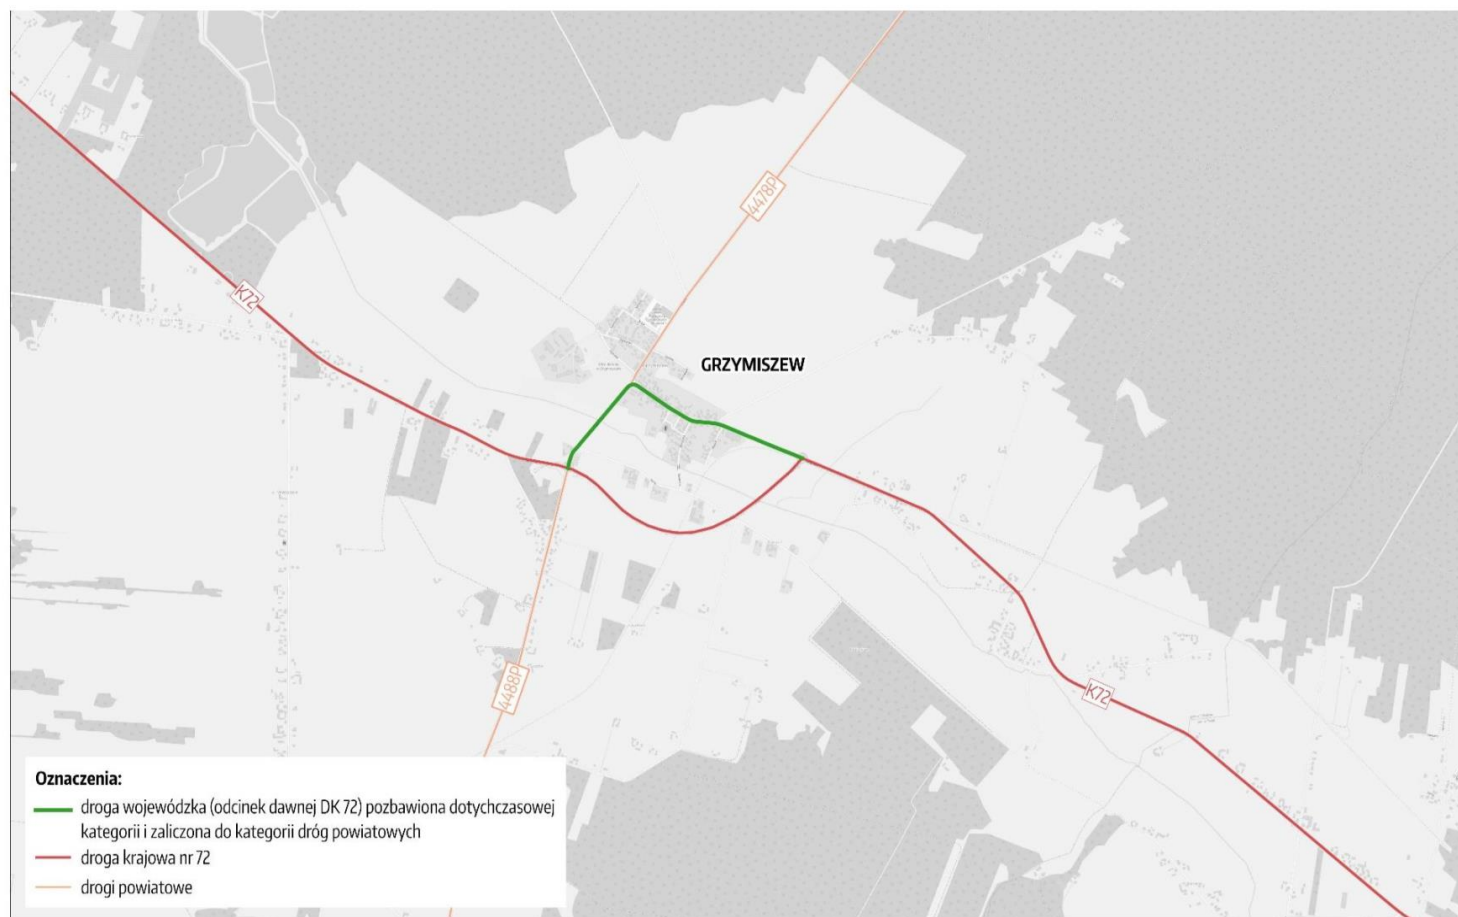 4478P
K72
GRZYMISZEW
4488P
K72
Oznaczenia:
droga wojewódzka (odcinek dawnej DK 72) pozbawiona dotychczasowej
kategorii i zaliczona do kategorii dróg powiatowych
droga krajowa nr 72
drogi powiatowe